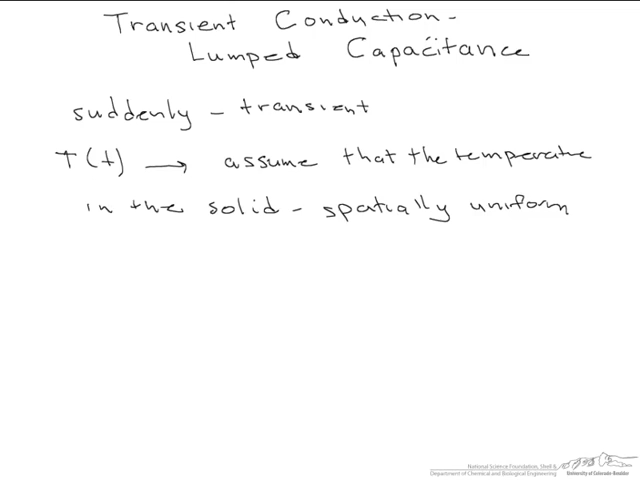 Transient Conduction -
Lumped Capacitance
suddenly - transient
T(t) → assume that the temperature
in the solid - spatially uniform
National Science Foundation, Shell &
Department of Chemical and Biological Engineering
University of Colorado Boulder